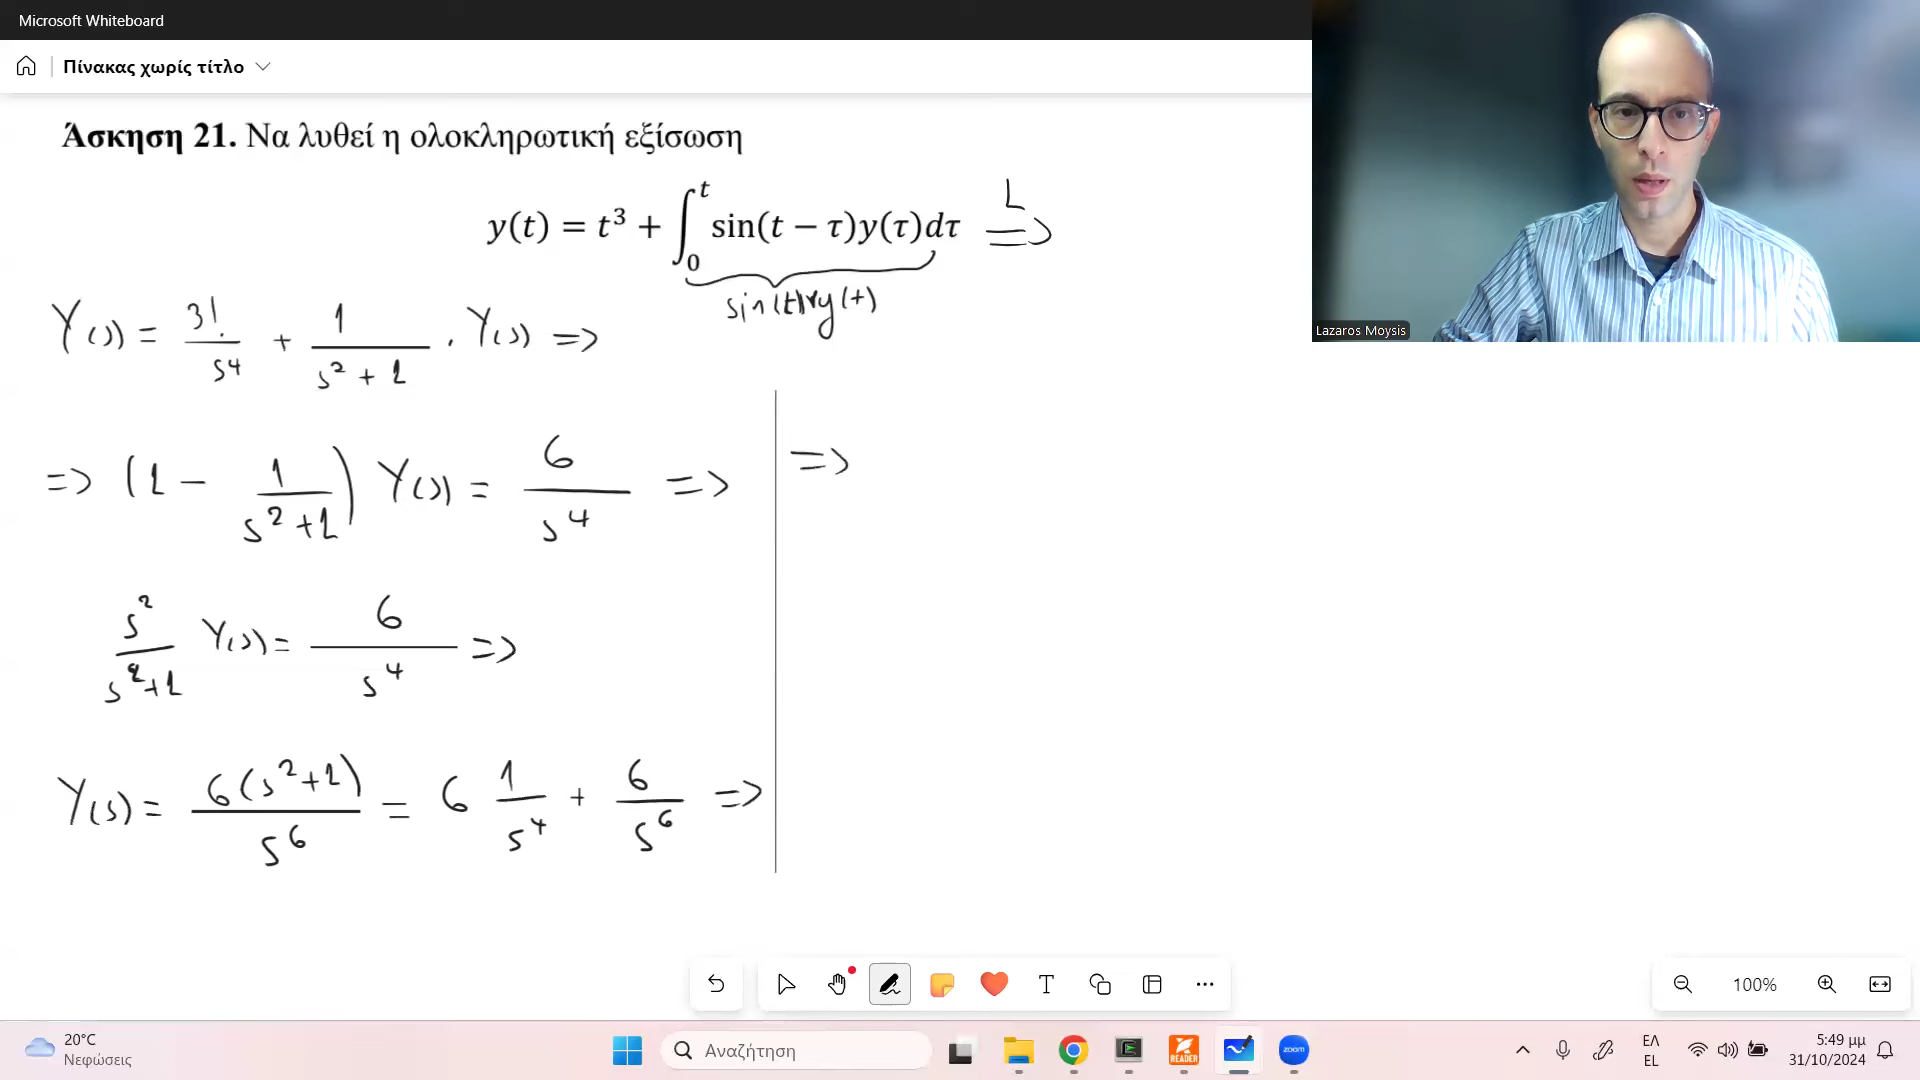 Microsoft Whiteboard
Πίνακας χωρίς τίτλο
Άσκηση 21. Να λυθεί η ολοκληρωτική εξίσωση
y(t) = t³ + ∫₀ᵗ sin(t − τ)y(τ)dτ L =>
sin(t)*y(t)
Y(s) = 3!/s⁴ + 1/(s²+1) · Y(s) =>
=> (1 − 1/(s²+1)) Y(s) = 6/s⁴ =>
s²/(s²+1) Y(s) = 6/s⁴ =>
Y(s) = 6(s²+1)/s⁶ = 6 1/s⁴ + 6/s⁶ =>
=>
Lazaros Moysis
100%
20°C
Νεφώσεις
Αναζήτηση
READER
zoom
ΕΛ
EL
5:49 μμ
31/10/2024